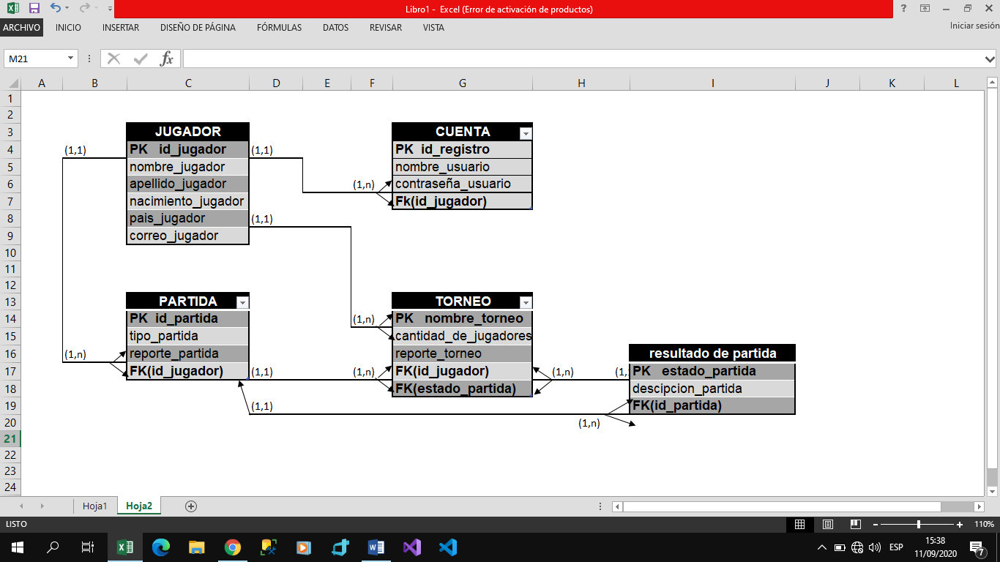 Libro1 - Excel (Error de activación de productos)
ARCHIVO INICIO INSERTAR DISEÑO DE PÁGINA FÓRMULAS DATOS REVISAR VISTA Iniciar sesión
M21 fx
A B C D E F G H I J K L
1
2
3 JUGADOR CUENTA
4 (1,1) PK id_jugador (1,1) PK id_registro
5 nombre_jugador nombre_usuario
6 apellido_jugador (1,n) contraseña_usuario
7 nacimiento_jugador Fk(id_jugador)
8 pais_jugador (1,1)
9 correo_jugador
10
11
12
13 PARTIDA TORNEO
14 PK id_partida (1,n) PK nombre_torneo
15 tipo_partida cantidad_de_jugadores
16 (1,n) reporte_partida reporte_torneo resultado de partida
17 FK(id_jugador) (1,1) (1,n) FK(id_jugador) (1,n) (1, PK estado_partida
18 FK(estado_partida) descipcion_partida
19 (1,1) FK(id_partida)
20 (1,n)
21
22
23
24
Hoja1 Hoja2
LISTO 110%
15:38
ESP
11/09/2020 7